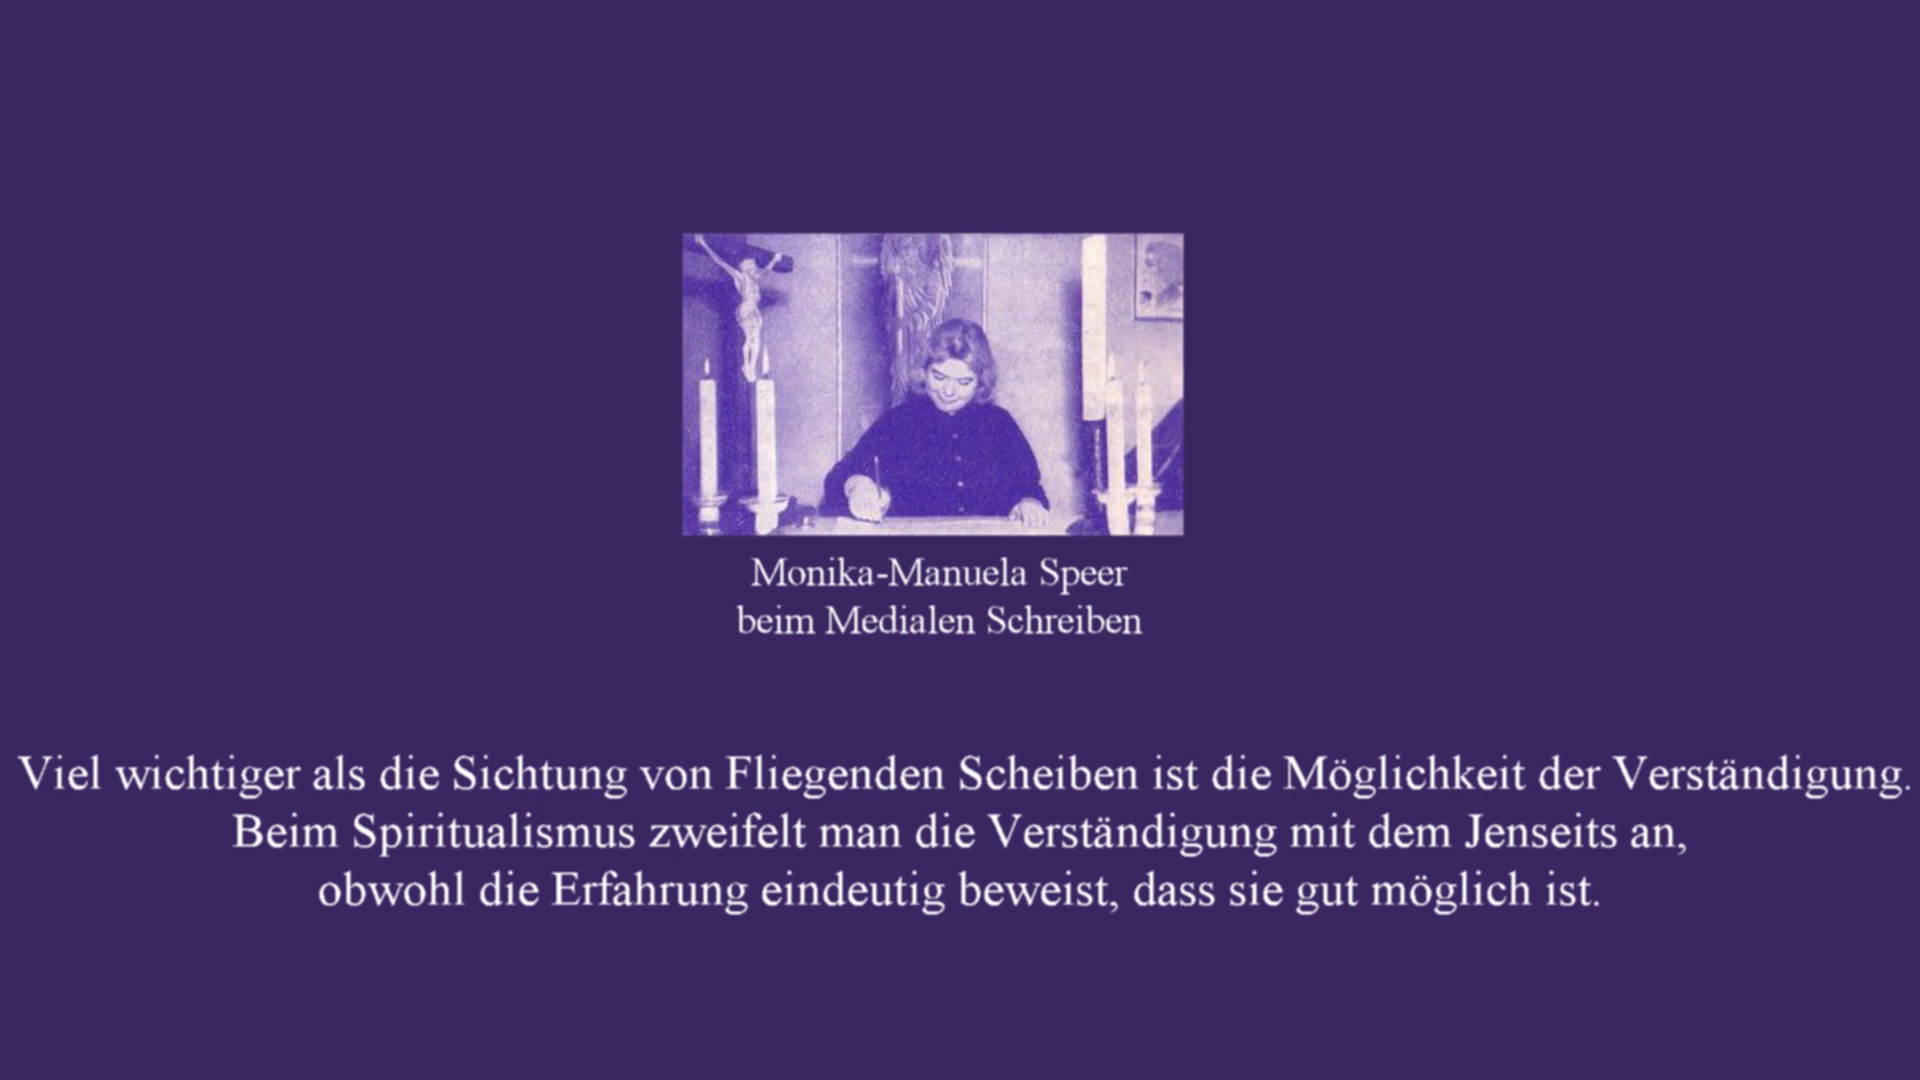 Monika-Manuela Speer
beim Medialen Schreiben
Viel wichtiger als die Sichtung von Fliegenden Scheiben ist die Möglichkeit der Verständigung.
Beim Spiritualismus zweifelt man die Verständigung mit dem Jenseits an,
obwohl die Erfahrung eindeutig beweist, dass sie gut möglich ist.